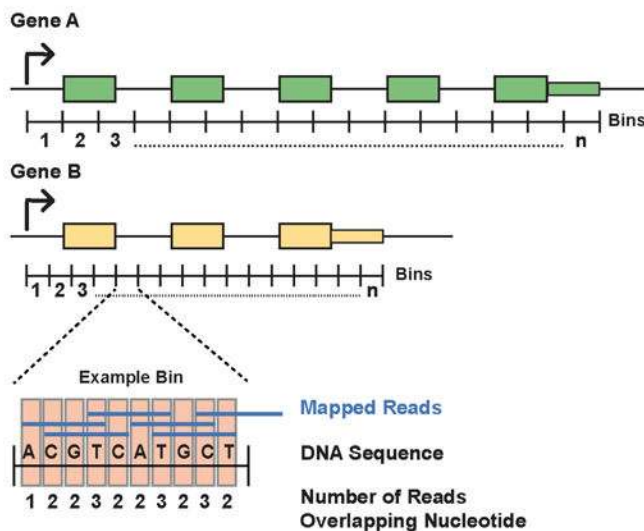 Gene A
1 2 3 n Bins
Gene B
1 2 3 n Bins
Example Bin
Mapped Reads
A C G T C A T G C T DNA Sequence
1 2 2 3 2 2 3 2 3 2 Number of Reads
Overlapping Nucleotide